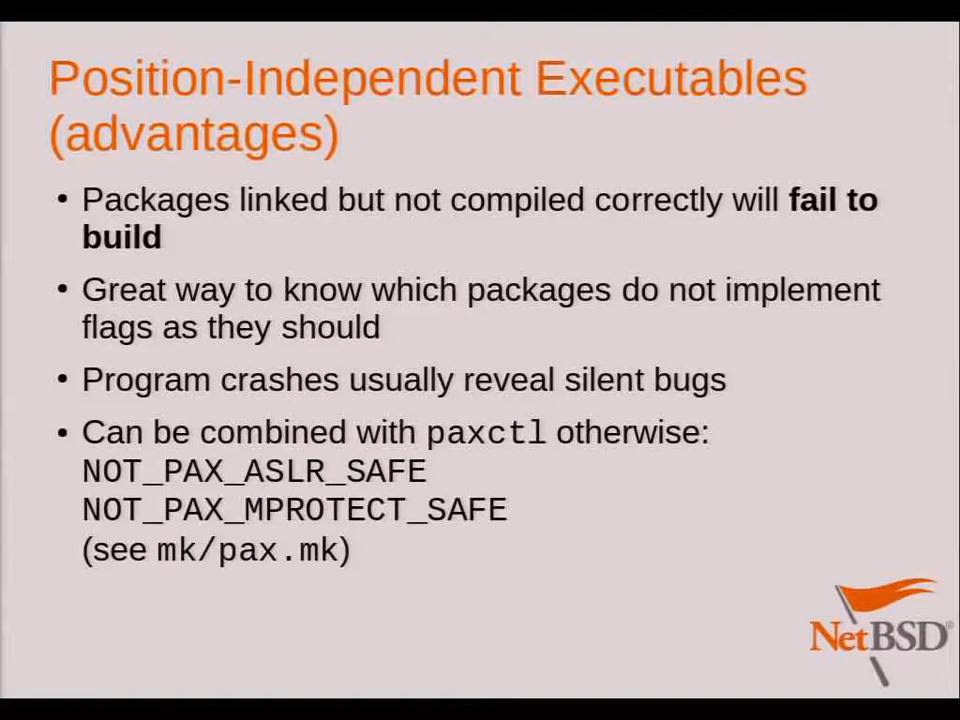 Position-Independent Executables
(advantages)
• Packages linked but not compiled correctly will fail to
build
• Great way to know which packages do not implement
flags as they should
• Program crashes usually reveal silent bugs
• Can be combined with paxctl otherwise:
NOT_PAX_ASLR_SAFE
NOT_PAX_MPROTECT_SAFE
(see mk/pax.mk)
NetBSD®